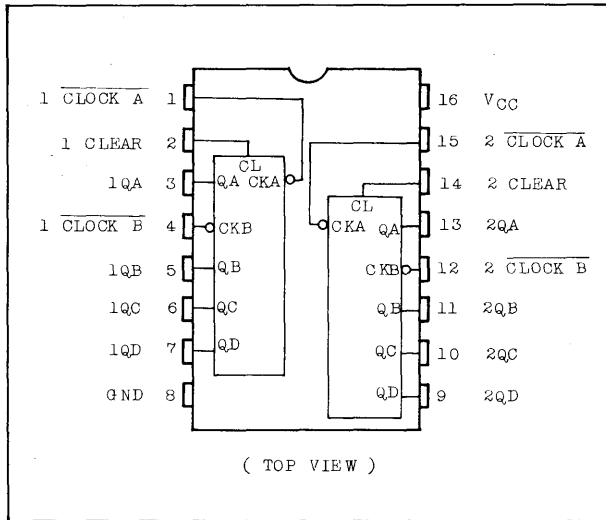 1 CLOCK A 1
16 VCC
1 CLEAR 2
15 2 CLOCK A
CL
1QA 3 QA CKA
14 2 CLEAR
CL
1 CLOCK B 4 CKB
CKA QA 13 2QA
1QB 5 QB
CKB 12 2 CLOCK B
1QC 6 QC
QB 11 2QB
1QD 7 QD
QC 10 2QC
GND 8
QD 9 2QD
( TOP VIEW )